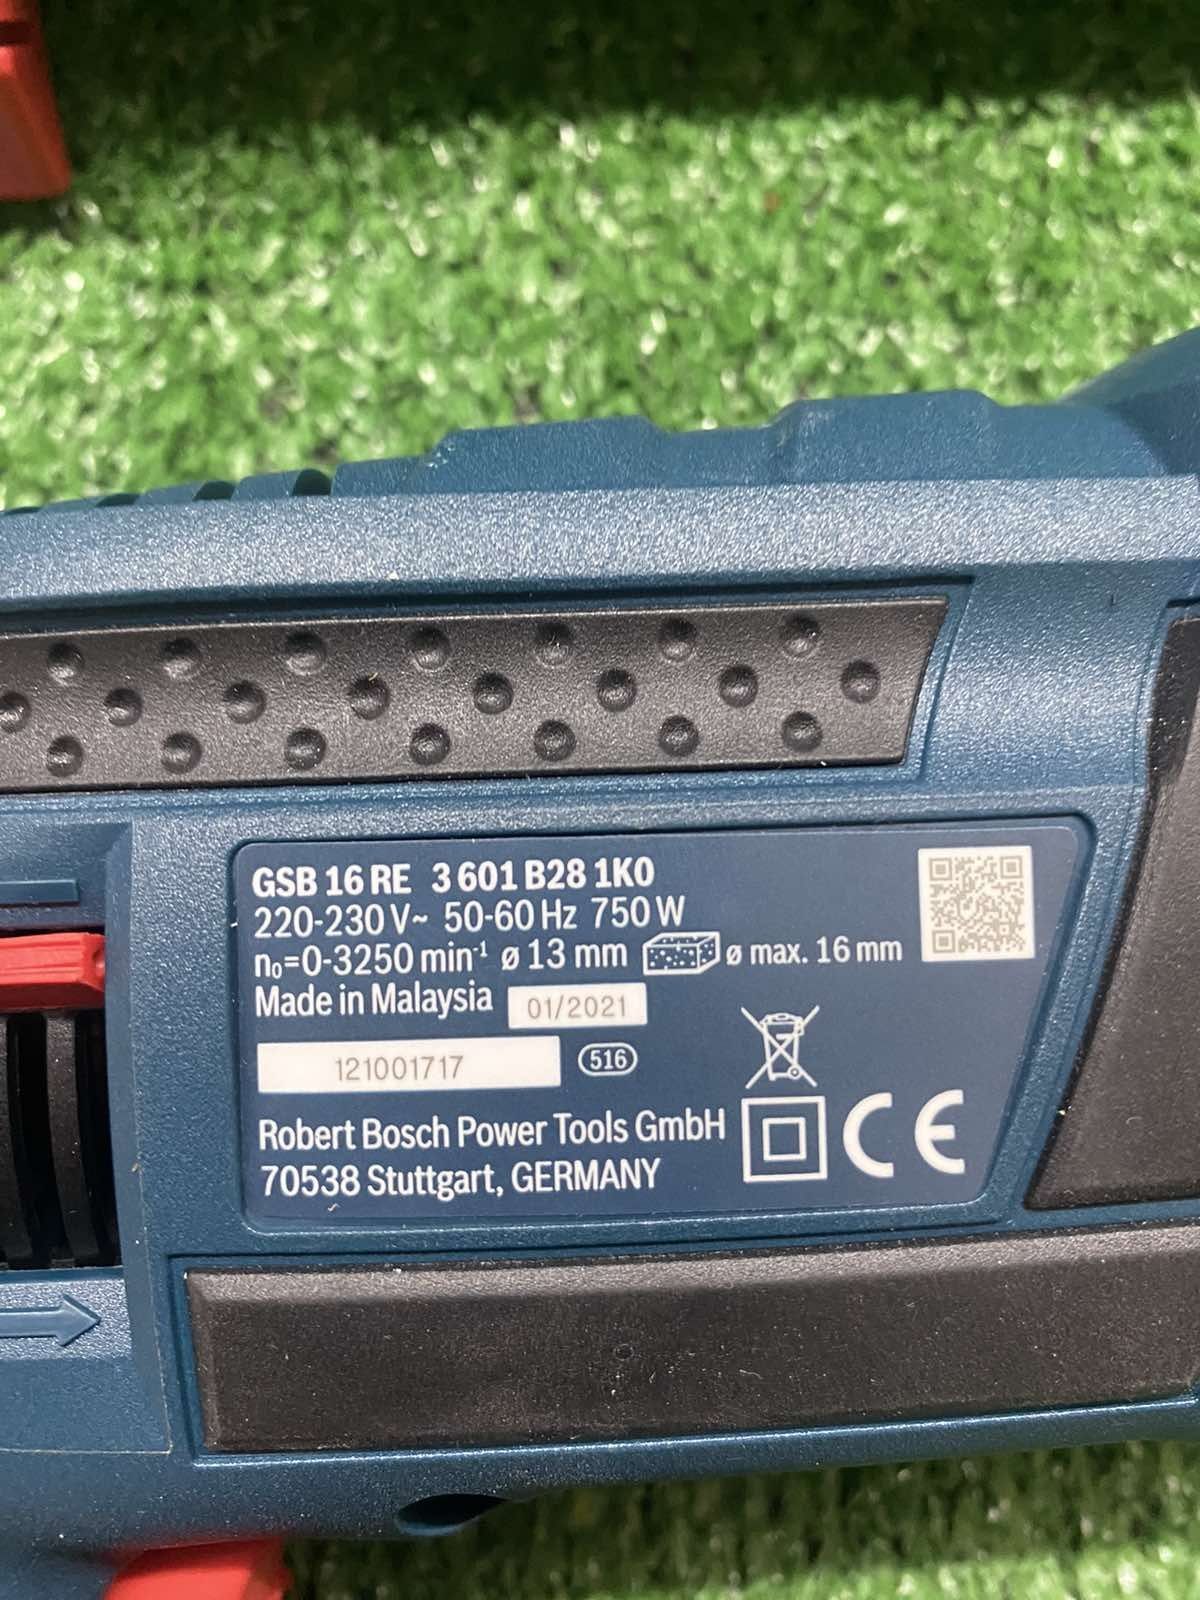 GSB 16 RE 3 601 B28 1K0
220-230 V~ 50-60 Hz 750 W
n₀=0-3250 min⁻¹ ø 13 mm ø max. 16 mm
Made in Malaysia 01/2021
121001717 516
Robert Bosch Power Tools GmbH
70538 Stuttgart, GERMANY
CE